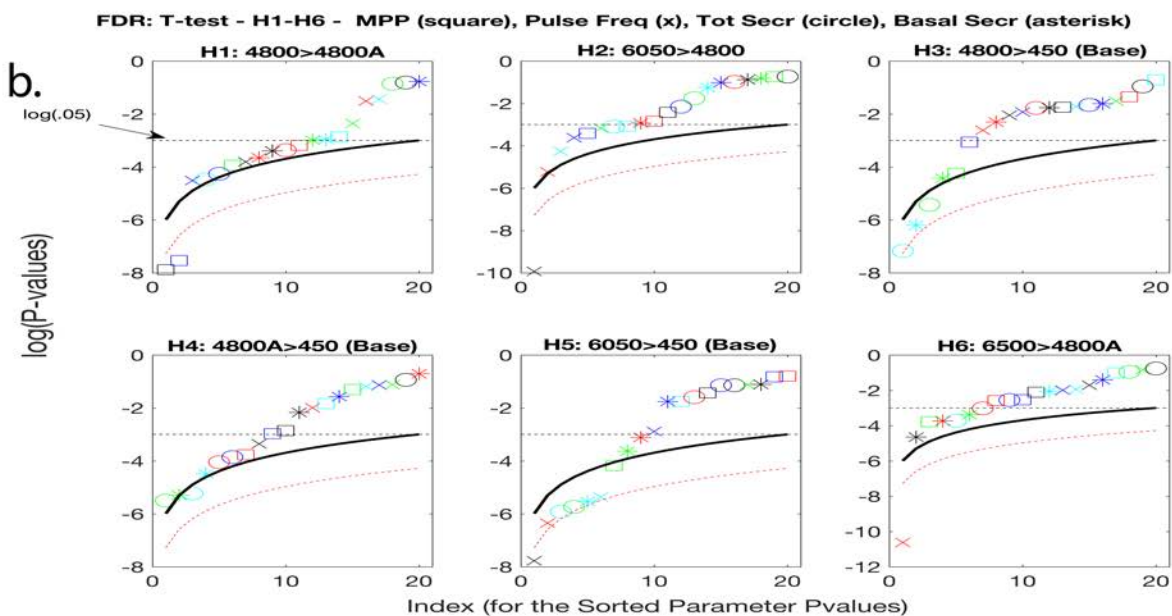 FDR: T-test - H1-H6 - MPP (square), Pulse Freq (x), Tot Secr (circle), Basal Secr (asterisk)
b.
H1: 4800>4800A
H2: 6050>4800
H3: 4800>450 (Base)
log(.05)
0
-2
-4
-6
-8
0 10 20
0
-2
-4
-6
-8
-10
0 10 20
0
-2
-4
-6
-8
0 10 20
log(P-values)
H4: 4800A>450 (Base)
H5: 6050>450 (Base)
H6: 6500>4800A
0
-2
-4
-6
-8
0 10 20
0
-2
-4
-6
-8
0 10 20
0
-2
-4
-6
-8
-10
-12
0 10 20
Index (for the Sorted Parameter Pvalues)